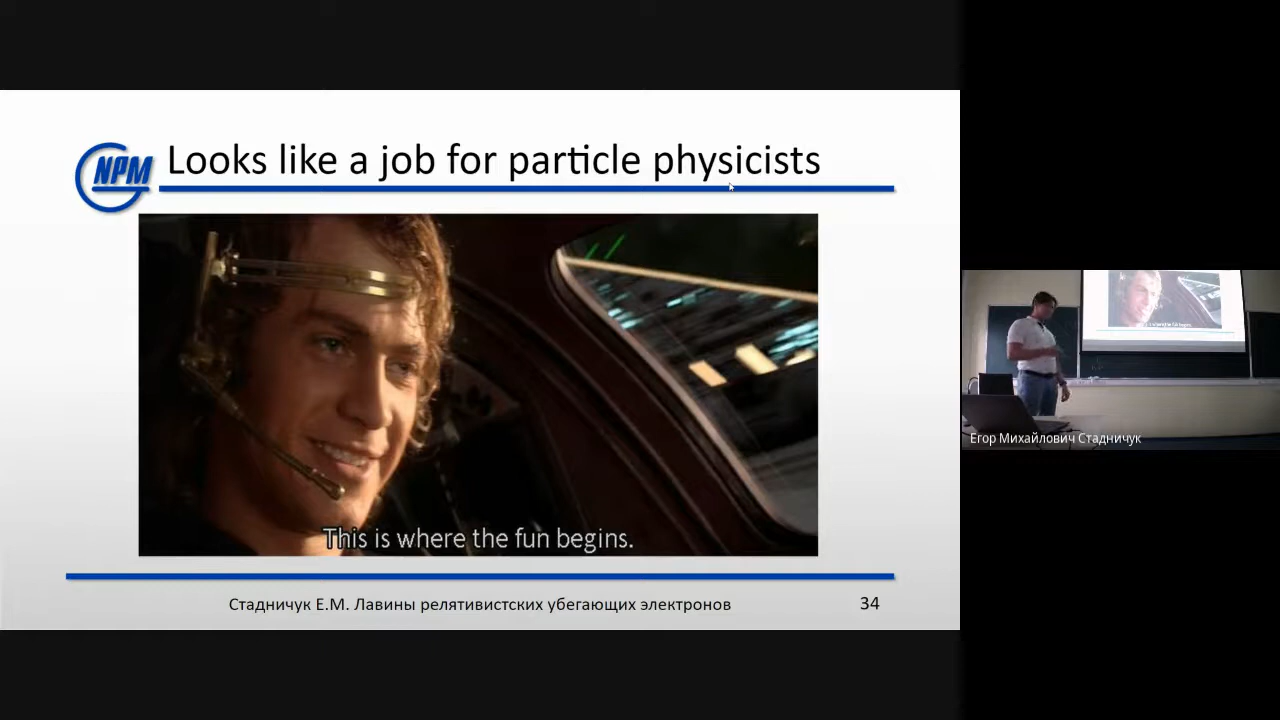 NPM
Looks like a job for particle physicists
This is where the fun begins.
Стадничук Е.М. Лавины релятивистских убегающих электронов
34
Егор Михайлович Стадничук